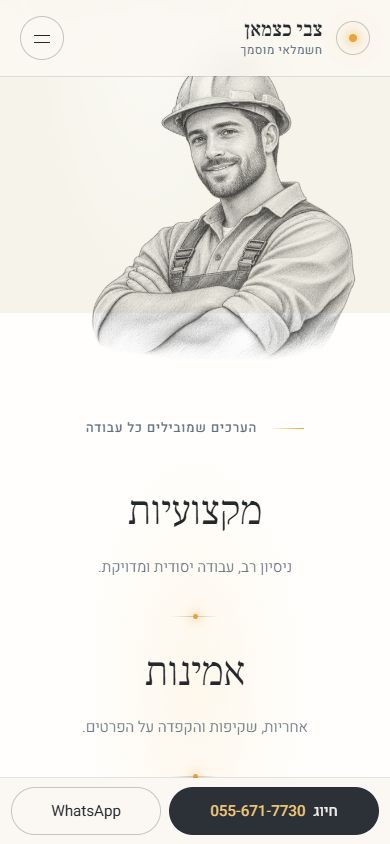 צבי כצמאן
חשמלאי מוסמך
הערכים שמובילים כל עבודה
מקצועיות
ניסיון רב, עבודה יסודית ומדויקת.
אמינות
אחריות, שקיפות והקפדה על הפרטים.
חיוג 055-671-7730
WhatsApp